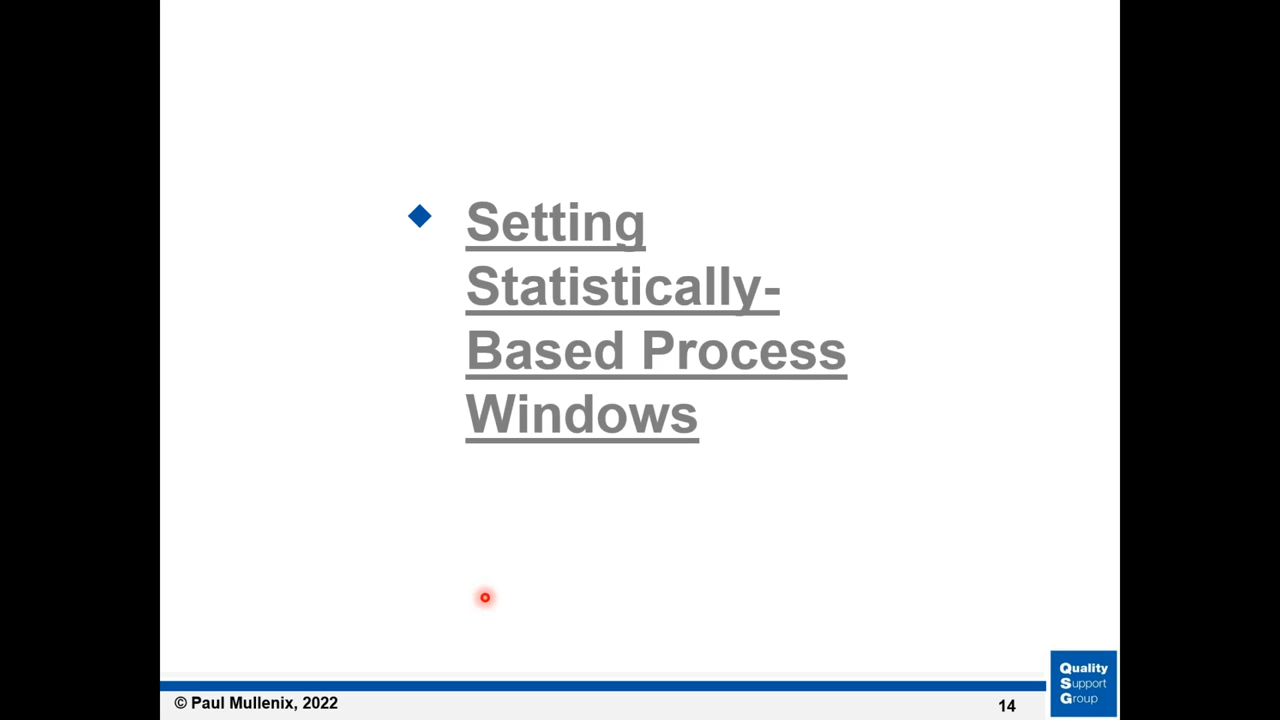 Setting
Statistically-
Based Process
Windows
© Paul Mullenix, 2022
14
Quality
Support
Group